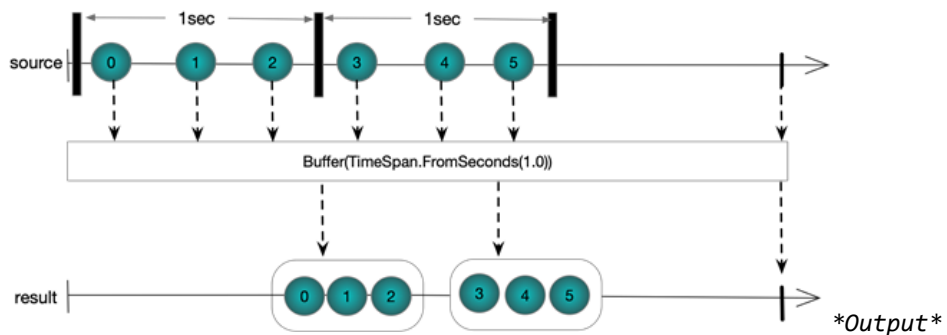 1sec 1sec
source 0 1 2 3 4 5
Buffer(TimeSpan.FromSeconds(1.0))
result 0 1 2 3 4 5
*Output*